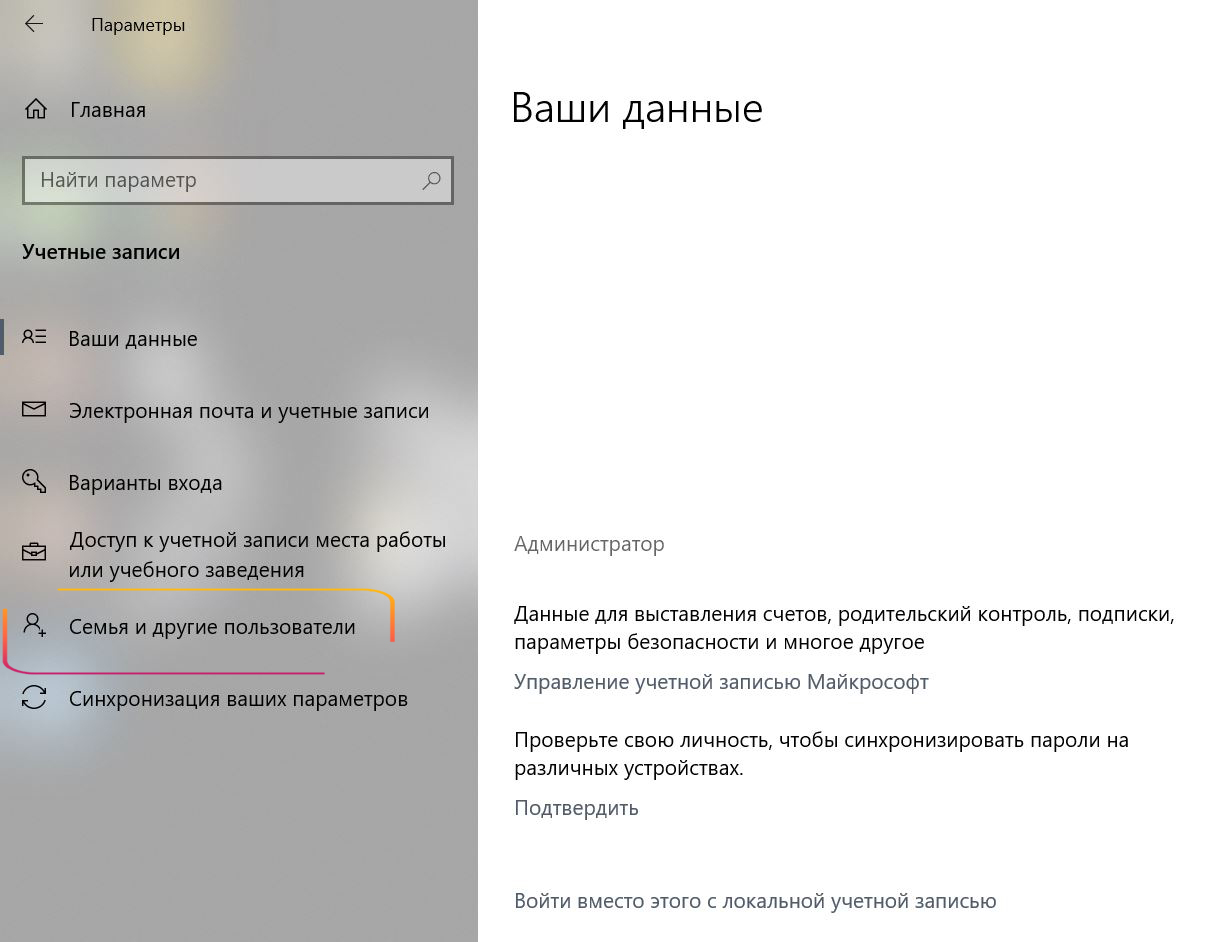 Параметры
Главная
Найти параметр
Учетные записи
Ваши данные
Электронная почта и учетные записи
Варианты входа
Доступ к учетной записи места работы
или учебного заведения
Семья и другие пользователи
Синхронизация ваших параметров
Ваши данные
Администратор
Данные для выставления счетов, родительский контроль, подписки,
параметры безопасности и многое другое
Управление учетной записью Майкрософт
Проверьте свою личность, чтобы синхронизировать пароли на
различных устройствах.
Подтвердить
Войти вместо этого с локальной учетной записью